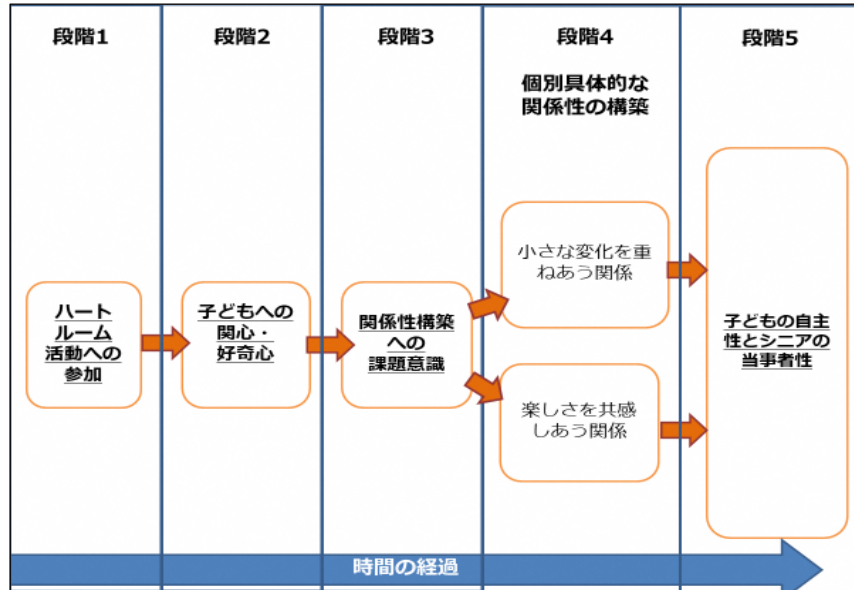 段階1
段階2
段階3
段階4
段階5
個別具体的な
関係性の構築
ハート
ルーム
活動への
参加
子どもへの
関心・
好奇心
関係性構築
への
課題意識
小さな変化を重
ねあう関係
楽しさを共感
しあう関係
子どもの自主
性とシニアの
当事者性
時間の経過